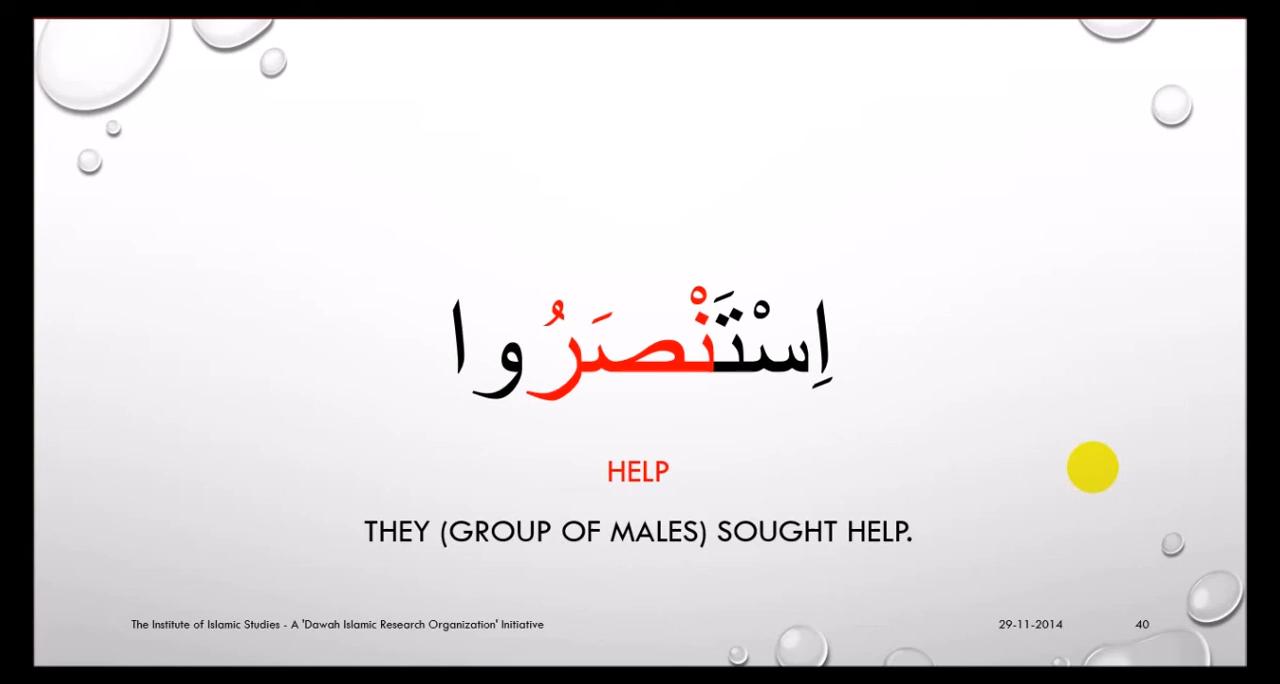 اِسْتَنْصَرُوا
HELP
THEY (GROUP OF MALES) SOUGHT HELP.
The Institute of Islamic Studies - A 'Dawah Islamic Research Organization' Initiative 29-11-2014 40